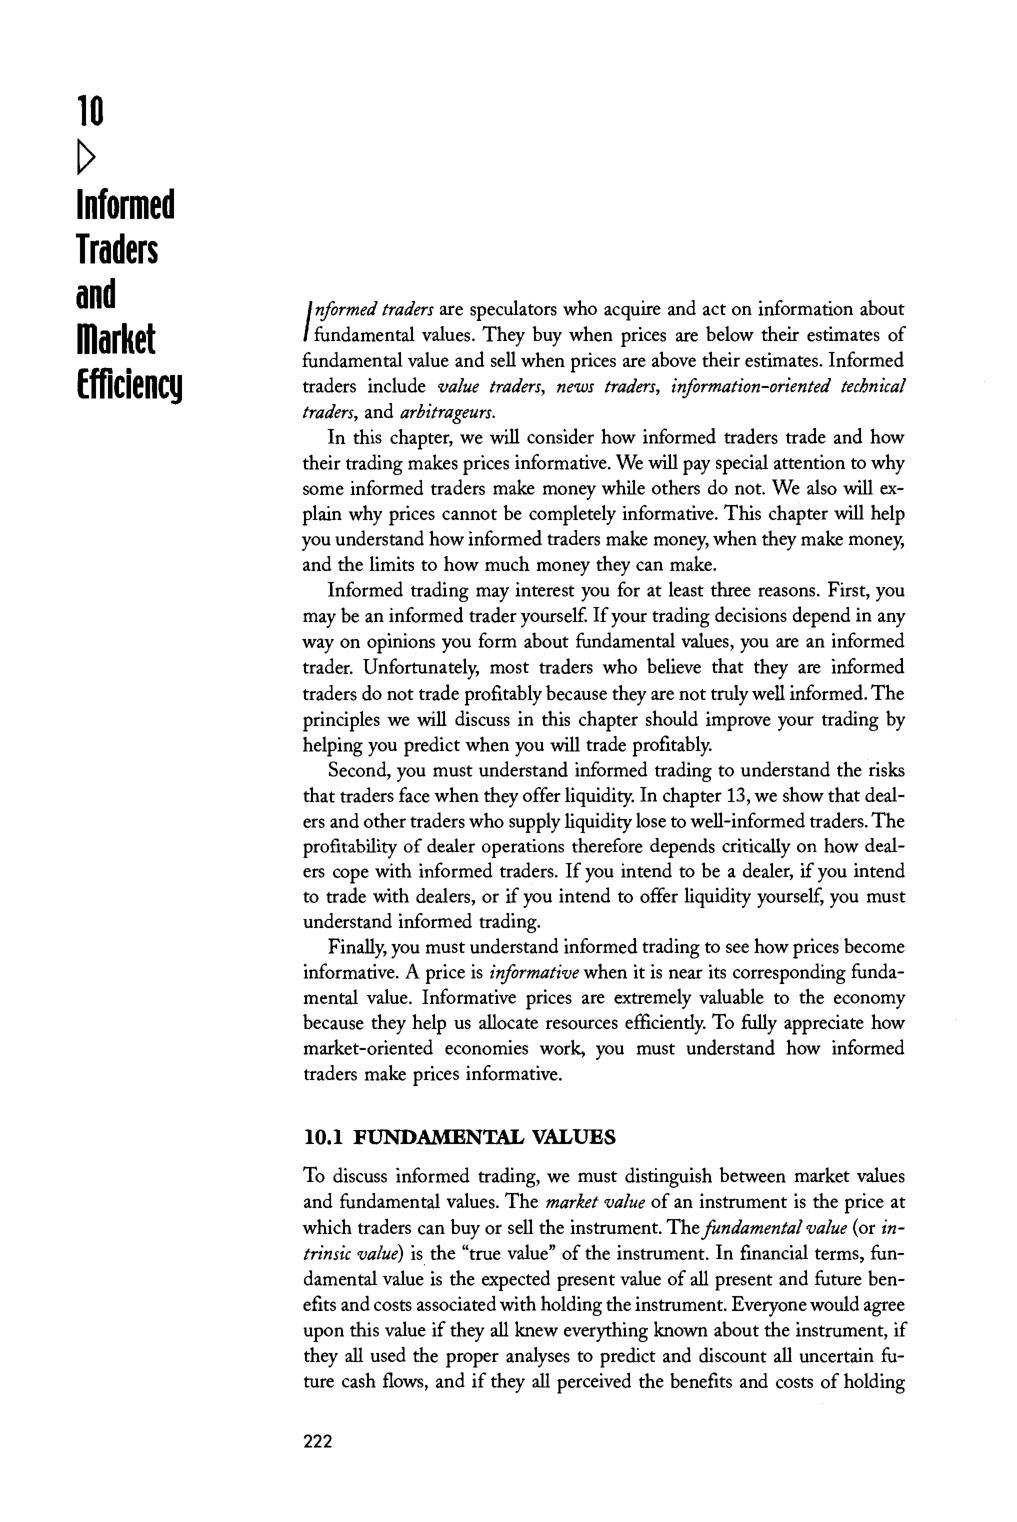 10
Informed
Traders
and
Market
Efficiency
Informed traders are speculators who acquire and act on information about
fundamental values. They buy when prices are below their estimates of
fundamental value and sell when prices are above their estimates. Informed
traders include value traders, news traders, information-oriented technical
traders, and arbitrageurs.
In this chapter, we will consider how informed traders trade and how
their trading makes prices informative. We will pay special attention to why
some informed traders make money while others do not. We also will ex-
plain why prices cannot be completely informative. This chapter will help
you understand how informed traders make money, when they make money,
and the limits to how much money they can make.
Informed trading may interest you for at least three reasons. First, you
may be an informed trader yourself. If your trading decisions depend in any
way on opinions you form about fundamental values, you are an informed
trader. Unfortunately, most traders who believe that they are informed
traders do not trade profitably because they are not truly well informed. The
principles we will discuss in this chapter should improve your trading by
helping you predict when you will trade profitably.
Second, you must understand informed trading to understand the risks
that traders face when they offer liquidity. In chapter 13, we show that deal-
ers and other traders who supply liquidity lose to well-informed traders. The
profitability of dealer operations therefore depends critically on how deal-
ers cope with informed traders. If you intend to be a dealer, if you intend
to trade with dealers, or if you intend to offer liquidity yourself, you must
understand informed trading.
Finally, you must understand informed trading to see how prices become
informative. A price is informative when it is near its corresponding funda-
mental value. Informative prices are extremely valuable to the economy
because they help us allocate resources efficiently. To fully appreciate how
market-oriented economies work, you must understand how informed
traders make prices informative.
10.1 FUNDAMENTAL VALUES
To discuss informed trading, we must distinguish between market values
and fundamental values. The market value of an instrument is the price at
which traders can buy or sell the instrument. The fundamental value (or in-
trinsic value) is the "true value" of the instrument. In financial terms, fun-
damental value is the expected present value of all present and future ben-
efits and costs associated with holding the instrument. Everyone would agree
upon this value if they all knew everything known about the instrument, if
they all used the proper analyses to predict and discount all uncertain fu-
ture cash flows, and if they all perceived the benefits and costs of holding
222